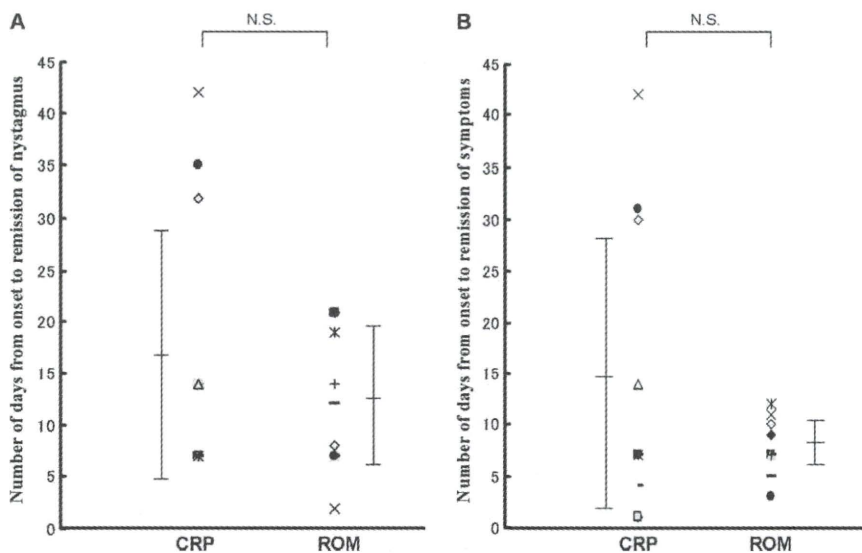 A
N.S.
Number of days from onset to remission of nystagmus
45
40
35
30
25
20
15
10
5
0
CRP ROM
B
N.S.
Number of days from onset to remission of symptoms
45
40
35
30
25
20
15
10
5
0
CRP ROM